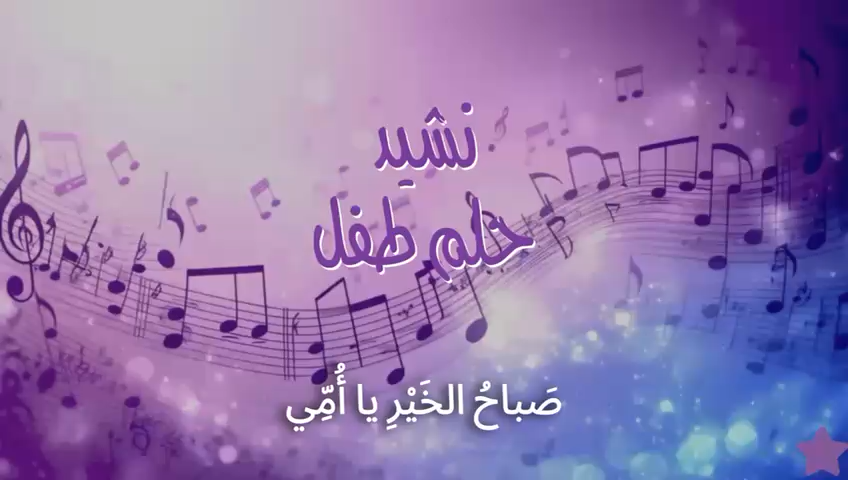 نشيد
حلم طفل
صَباحُ الخَيْرِ يا أُمِّي